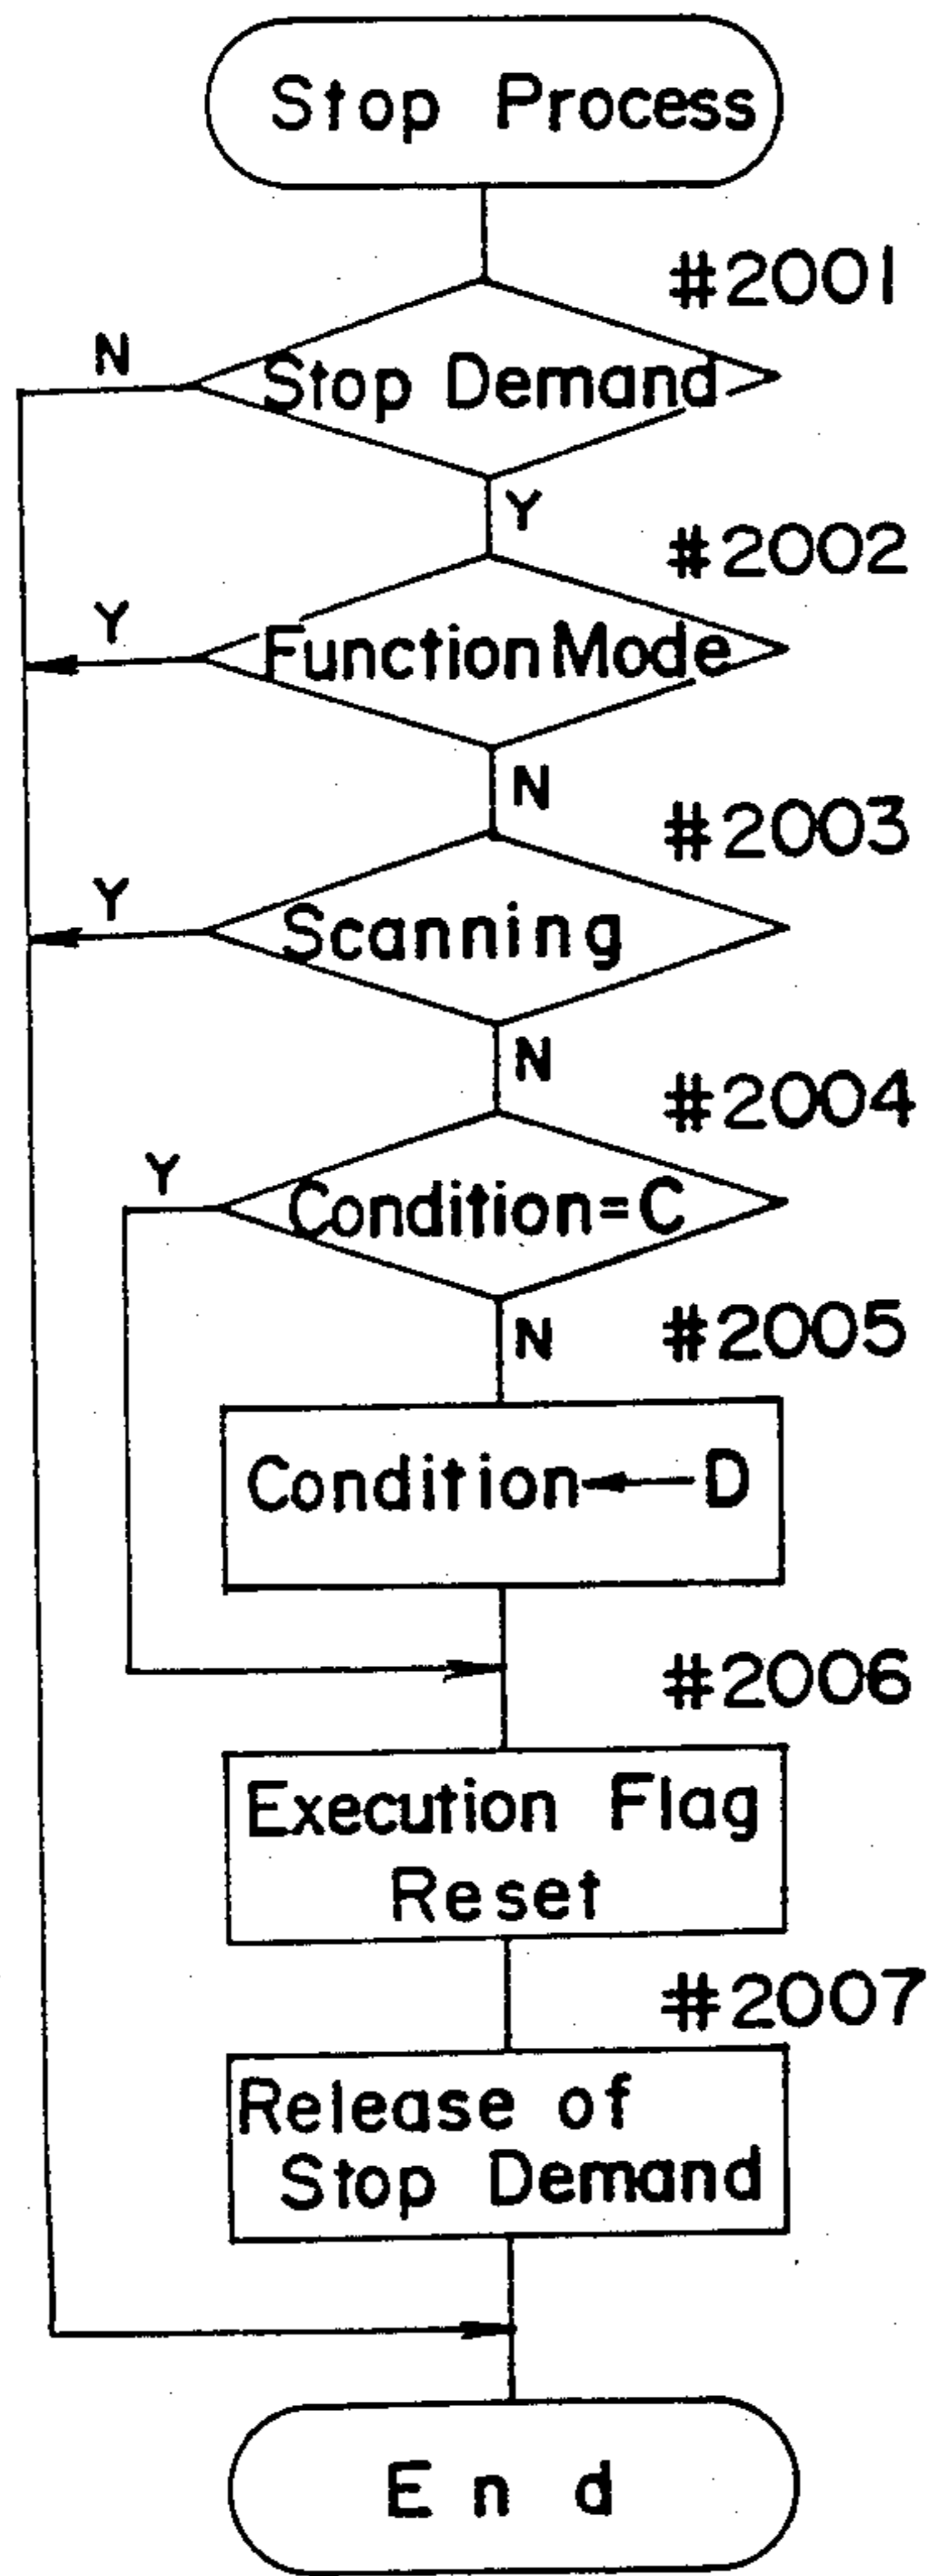 Stop Process
#2001
N
Stop Demand
Y
#2002
Y
Function Mode
N
#2003
Y
Scanning
N
#2004
Y
Condition=C
N
#2005
Condition←D
#2006
Execution Flag
Reset
#2007
Release of
Stop Demand
End